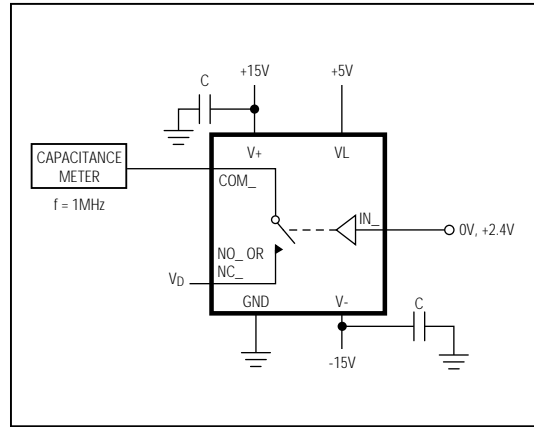 C
+15V
+5V
V+
VL
CAPACITANCE
METER
COM_
f = 1MHz
IN_
0V, +2.4V
NO_ OR
NC_
VD
GND
V-
C
-15V